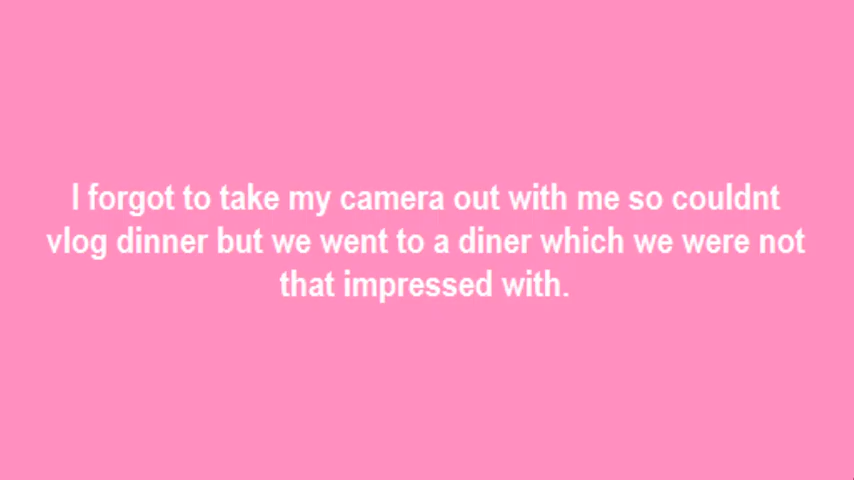 I forgot to take my camera out with me so couldnt
vlog dinner but we went to a diner which we were not
that impressed with.